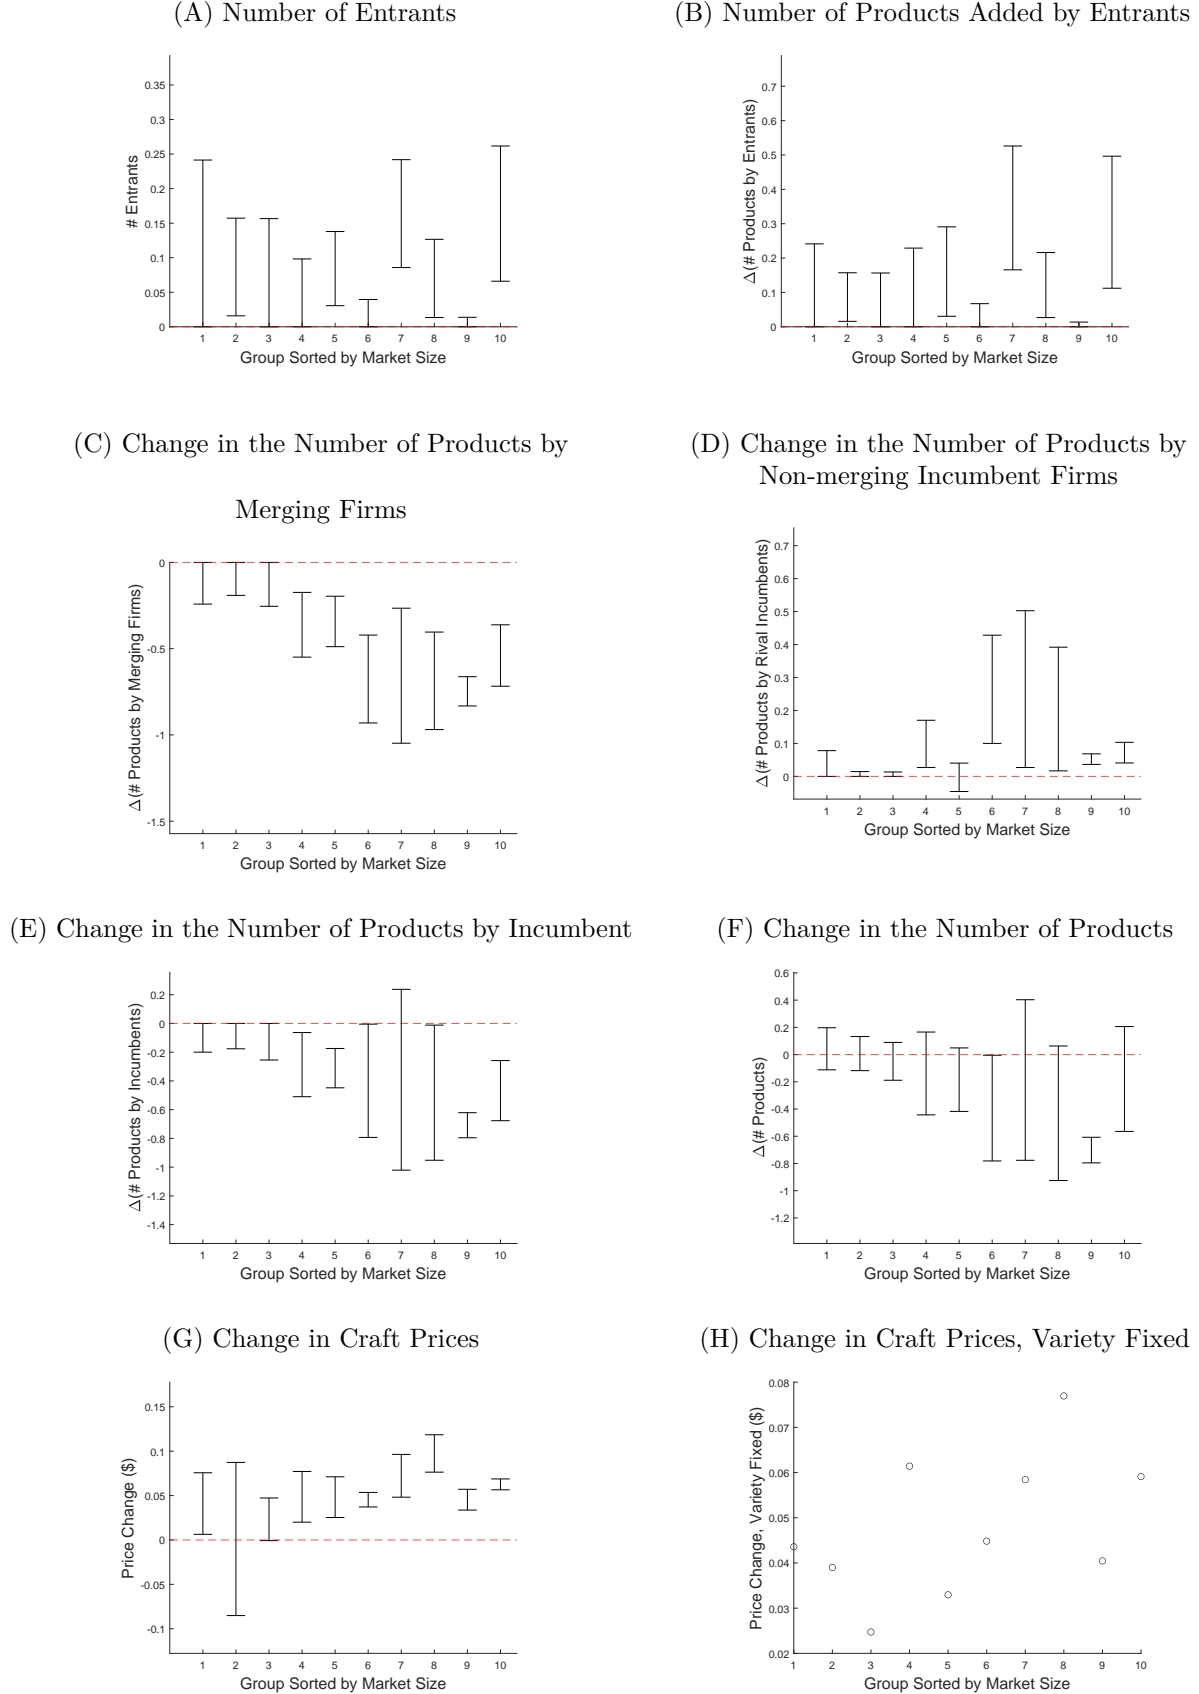 (A) Number of Entrants
0.35
0.3
0.25
0.2
0.15
0.1
0.05
0
# Entrants
1 2 3 4 5 6 7 8 9 10
Group Sorted by Market Size
(B) Number of Products Added by Entrants
0.7
0.6
0.5
0.4
0.3
0.2
0.1
0
Δ(# Products by Entrants)
1 2 3 4 5 6 7 8 9 10
Group Sorted by Market Size
(C) Change in the Number of Products by
Merging Firms
0
-0.5
-1
-1.5
Δ(# Products by Merging Firms)
1 2 3 4 5 6 7 8 9 10
Group Sorted by Market Size
(D) Change in the Number of Products by
Non-merging Incumbent Firms
0.7
0.6
0.5
0.4
0.3
0.2
0.1
0
Δ(# Products by Rival Incumbents)
1 2 3 4 5 6 7 8 9 10
Group Sorted by Market Size
(E) Change in the Number of Products by Incumbent
0.2
0
-0.2
-0.4
-0.6
-0.8
-1
-1.2
-1.4
Δ(# Products by Incumbents)
1 2 3 4 5 6 7 8 9 10
Group Sorted by Market Size
(F) Change in the Number of Products
0.6
0.4
0.2
0
-0.2
-0.4
-0.6
-0.8
-1
-1.2
Δ(# Products)
1 2 3 4 5 6 7 8 9 10
Group Sorted by Market Size
(G) Change in Craft Prices
0.15
0.1
0.05
0
-0.05
-0.1
Price Change ($)
1 2 3 4 5 6 7 8 9 10
Group Sorted by Market Size
(H) Change in Craft Prices, Variety Fixed
0.08
0.07
0.06
0.05
0.04
0.03
0.02
Price Change, Variety Fixed ($)
1 2 3 4 5 6 7 8 9 10
Group Sorted by Market Size